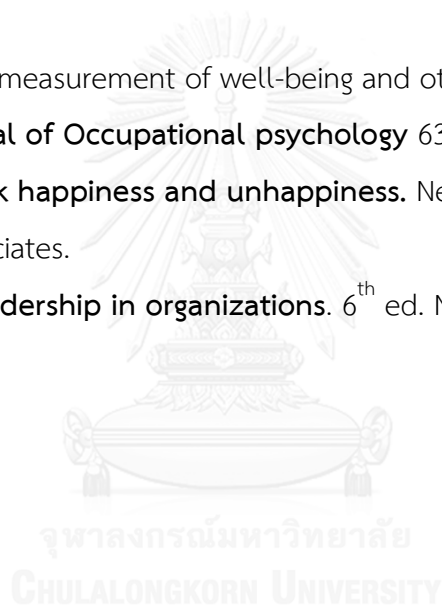 measurement of well-being and ot
al of Occupational psychology 63
k happiness and unhappiness. Ne
ciates.
dership in organizations. 6th ed. N
จุฬาลงกรณ์มหาวิทยาลัย
CHULALONGKORN UNIVERSITY